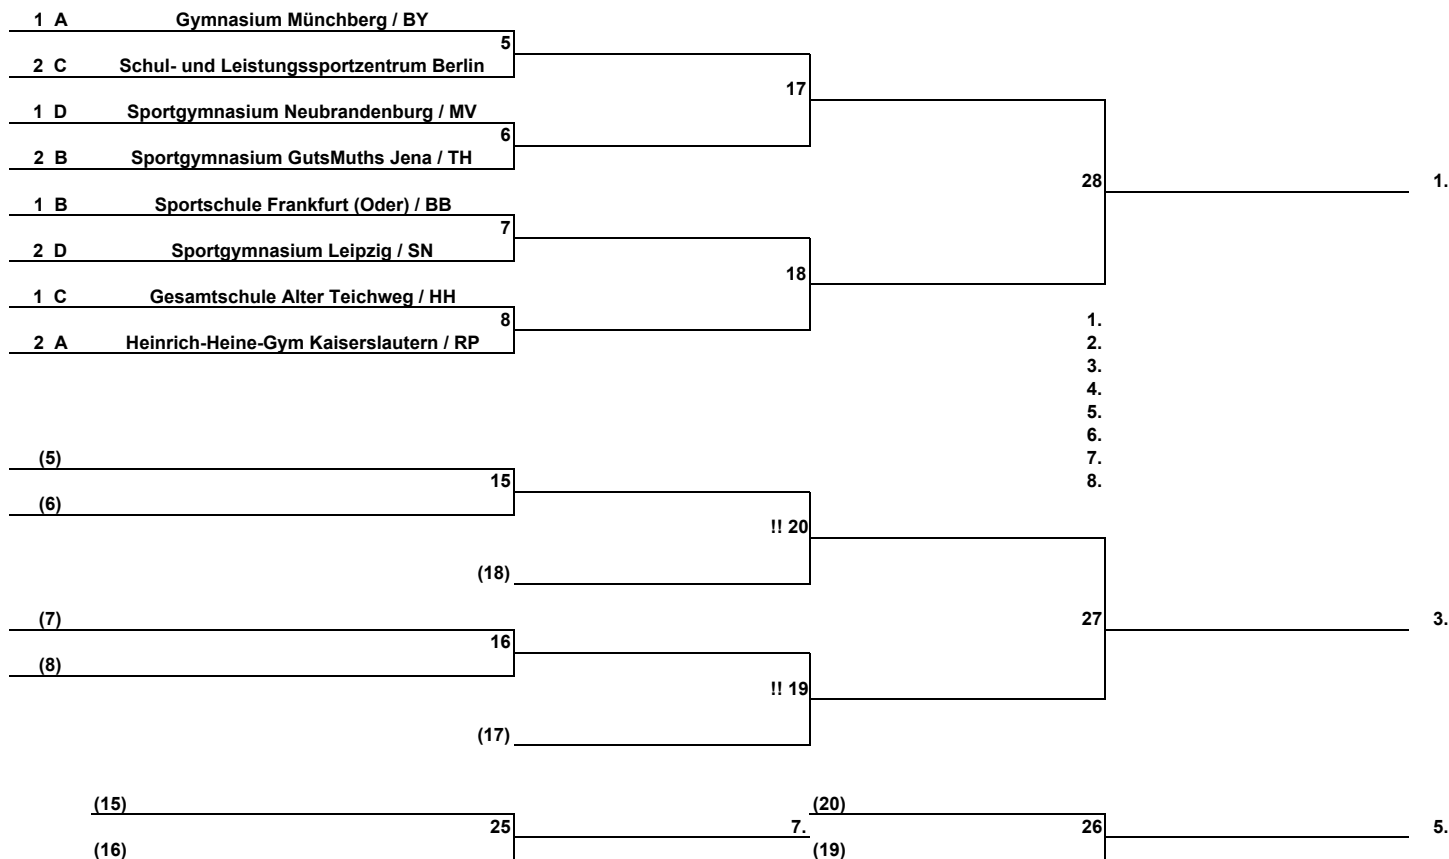 1 A Gymnasium Münchberg / BY
5
2 C Schul- und Leistungssportzentrum Berlin
17
1 D Sportgymnasium Neubrandenburg / MV
6
2 B Sportgymnasium GutsMuths Jena / TH
28 1.
1 B Sportschule Frankfurt (Oder) / BB
7
2 D Sportgymnasium Leipzig / SN
18
1 C Gesamtschule Alter Teichweg / HH
8 1.
2 A Heinrich-Heine-Gym Kaiserslautern / RP 2.
3.
4.
5.
6.
(5) 7.
15 8.
(6)
!! 20
(18)
(7) 27 3.
16
(8)
!! 19
(17)
(15) (20)
25 7. 26 5.
(16) (19)